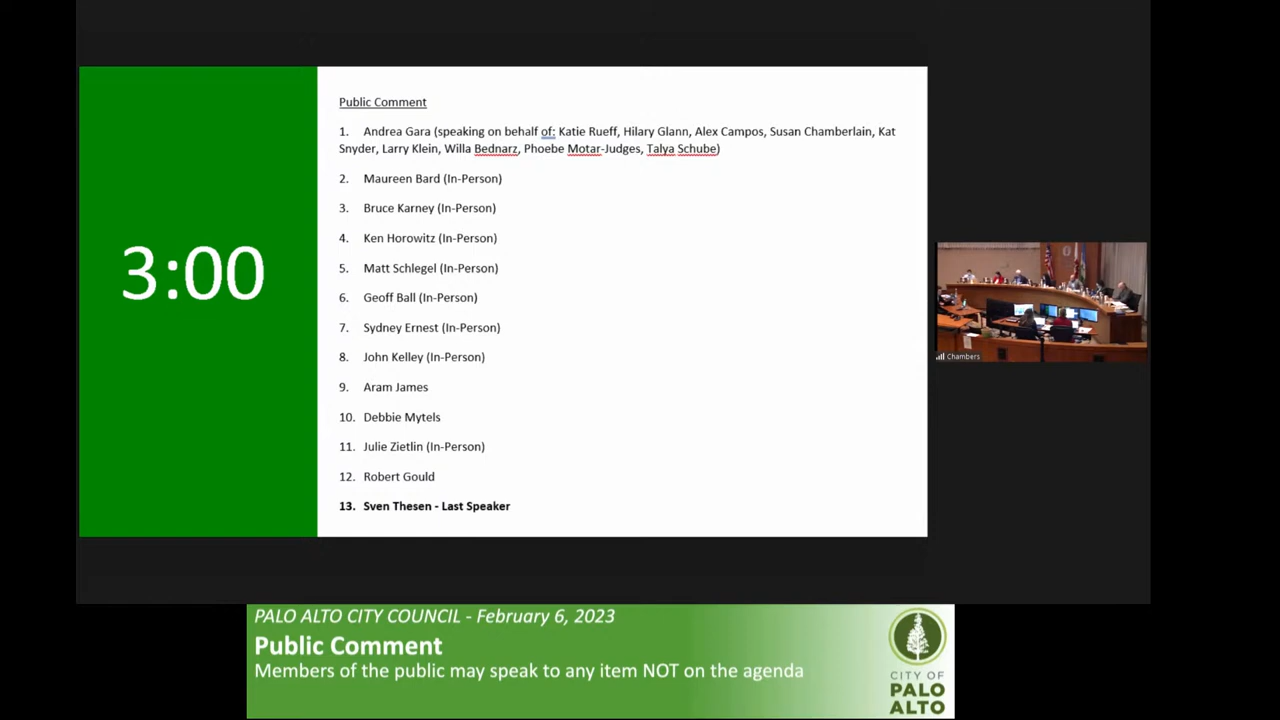 3:00
Public Comment
1. Andrea Gara (speaking on behalf of: Katie Rueff, Hilary Glann, Alex Campos, Susan Chamberlain, Kat
Snyder, Larry Klein, Willa Bednarz, Phoebe Motar-Judges, Talya Schube)
2. Maureen Bard (In-Person)
3. Bruce Karney (In-Person)
4. Ken Horowitz (In-Person)
5. Matt Schlegel (In-Person)
6. Geoff Ball (In-Person)
7. Sydney Ernest (In-Person)
8. John Kelley (In-Person)
9. Aram James
10. Debbie Mytels
11. Julie Zietlin (In-Person)
12. Robert Gould
13. Sven Thesen - Last Speaker
Chambers
PALO ALTO CITY COUNCIL - February 6, 2023
Public Comment
Members of the public may speak to any item NOT on the agenda
CITY OF
PALO
ALTO